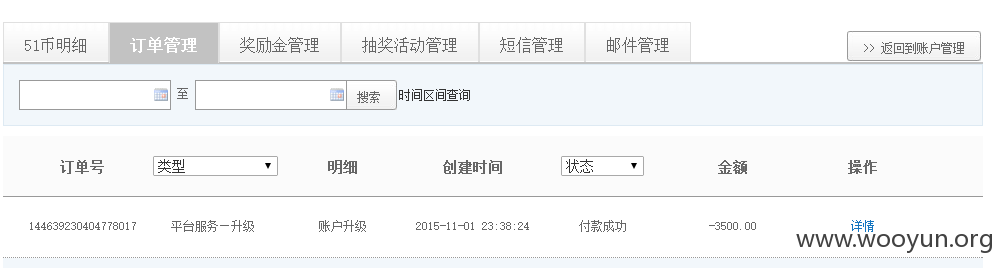 51币明细 订单管理 奖励金管理 抽奖活动管理 短信管理 邮件管理 >> 返回到账户管理
至 搜索 时间区间查询
订单号 类型 明细 创建时间 状态 金额 操作
144639230404778017 平台服务－升级 账户升级 2015-11-01 23:38:24 付款成功 -3500.00 详情
www.wooyun.org